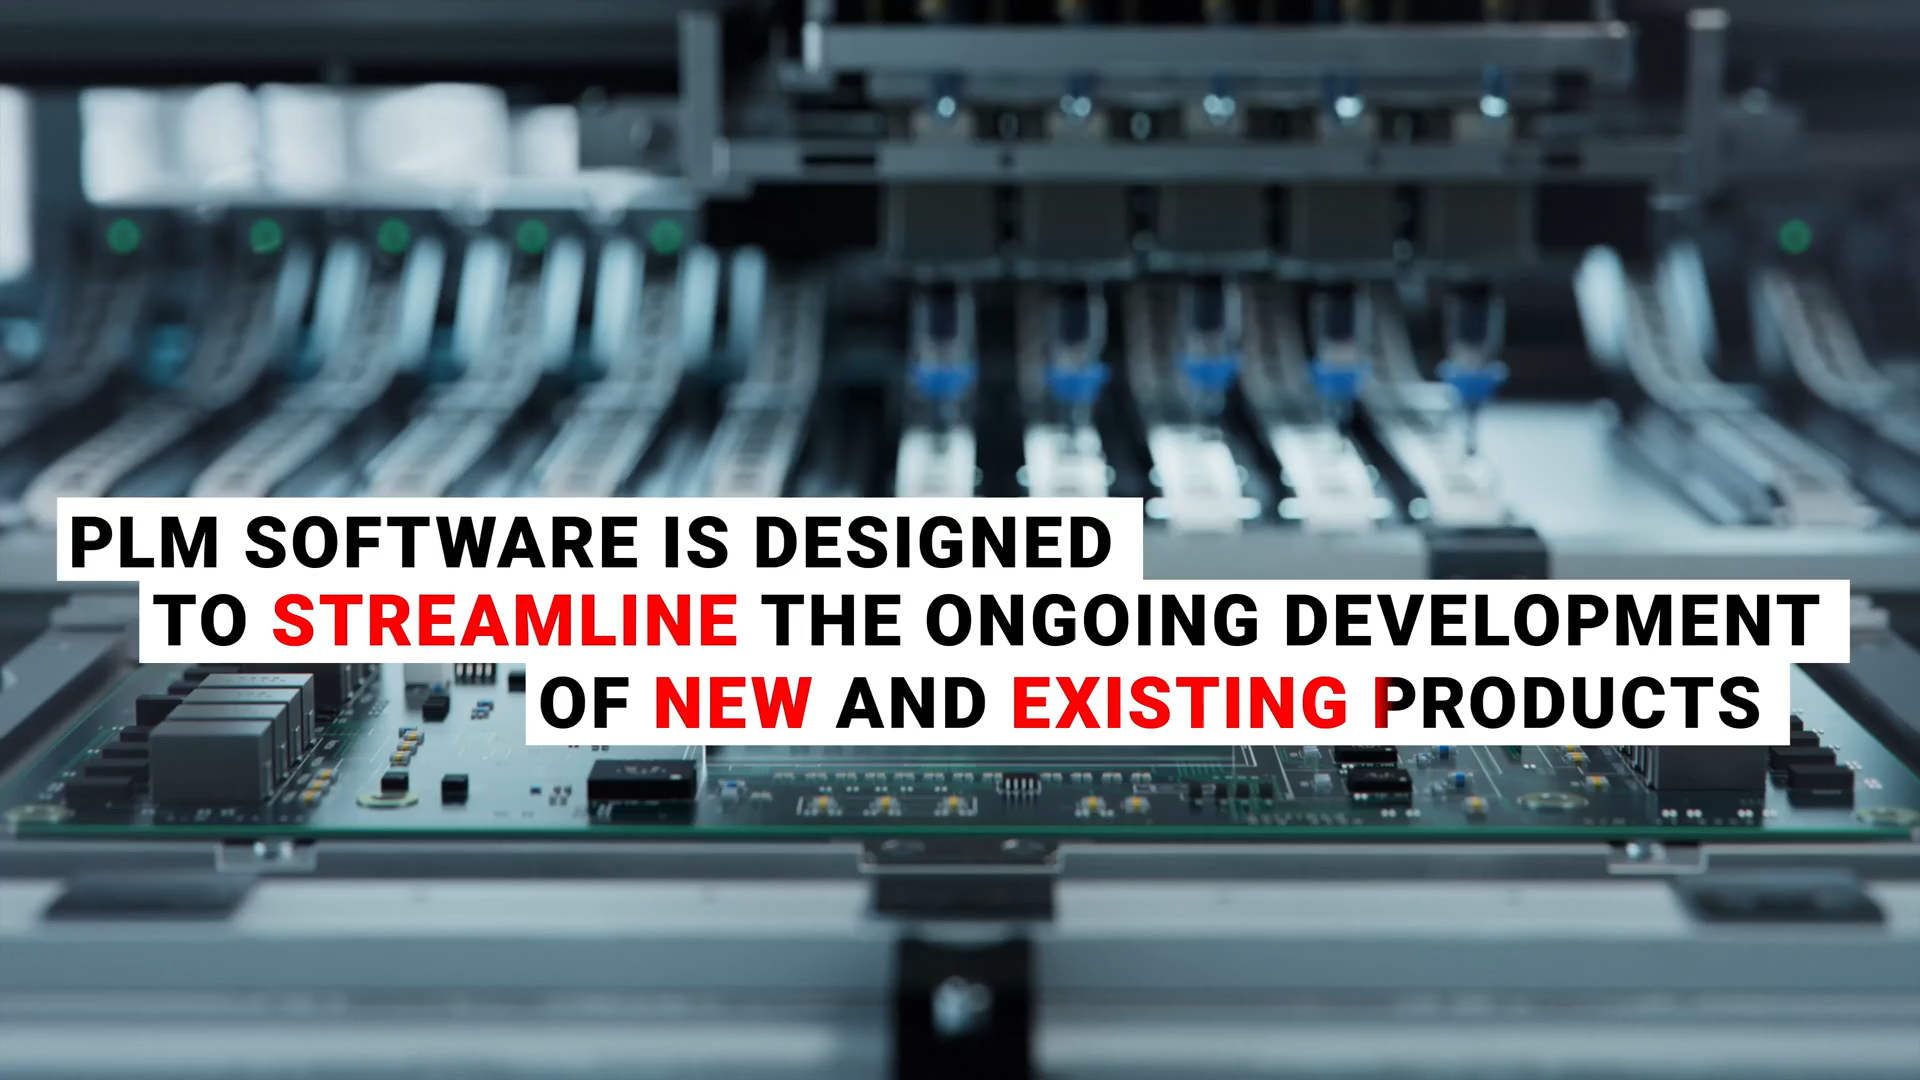 PLM SOFTWARE IS DESIGNED
TO STREAMLINE THE ONGOING DEVELOPMENT
OF NEW AND EXISTING PRODUCTS